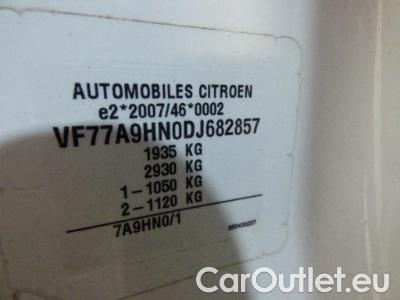 AUTOMOBILES CITROEN
e2*2007/46*0002
VF77A9HN0DJ682857
1935 KG
2930 KG
1-1050 KG
2-1120 KG
7A9HN0/1
CarOutlet.eu